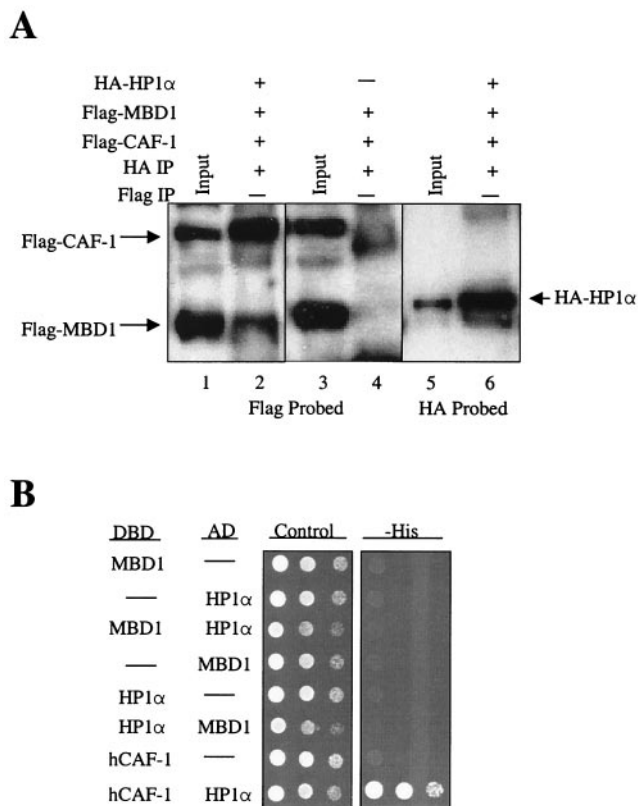 A
HA-HP1α + — +
Flag-MBD1 + + +
Flag-CAF-1 + + +
HA IP Input + Input + Input +
Flag IP — — —
Flag-CAF-1
HA-HP1α
Flag-MBD1
1 2 3 4 5 6
Flag Probed HA Probed
B
DBD AD Control -His
MBD1 —
— HP1α
MBD1 HP1α
— MBD1
HP1α —
HP1α MBD1
hCAF-1 —
hCAF-1 HP1α